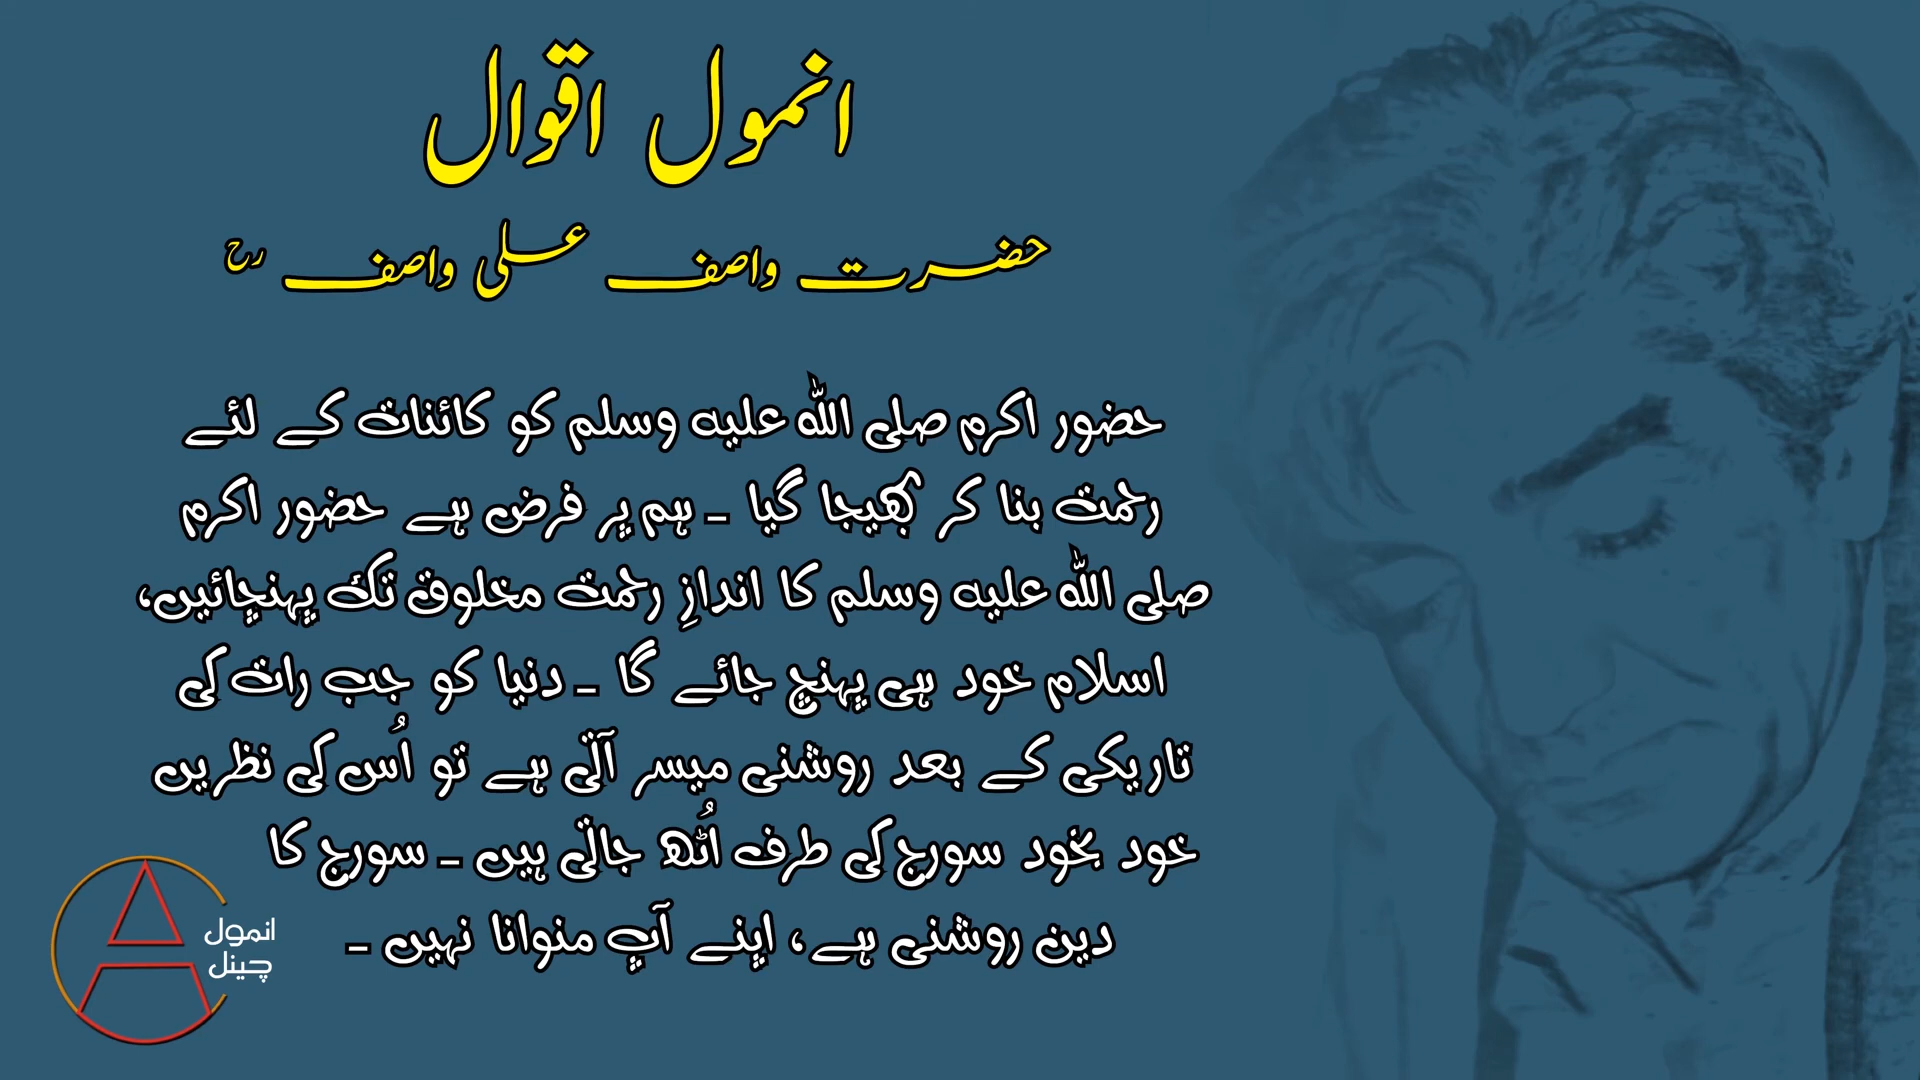 انمول اقوال
حضرت واصف علی واصف رح
حضور اکرم صلی اللہ علیہ وسلم کو کائنات کے لئے
رحمت بنا کر بھیجا گیا ۔ ہم پر فرض ہے حضور اکرم
صلی اللہ علیہ وسلم کا اندازِ رحمت مخلوق تک پہنچائیں،
اسلام خود ہی پہنچ جائے گا ۔ دنیا کو جب رات کی
تاریکی کے بعد روشنی میسر آتی ہے تو اُس کی نظریں
خود بخود سورج کی طرف اُٹھ جاتی ہیں ۔ سورج کا
دین روشنی ہے، اپنے آپ منوانا نہیں ۔
انمول
چینل